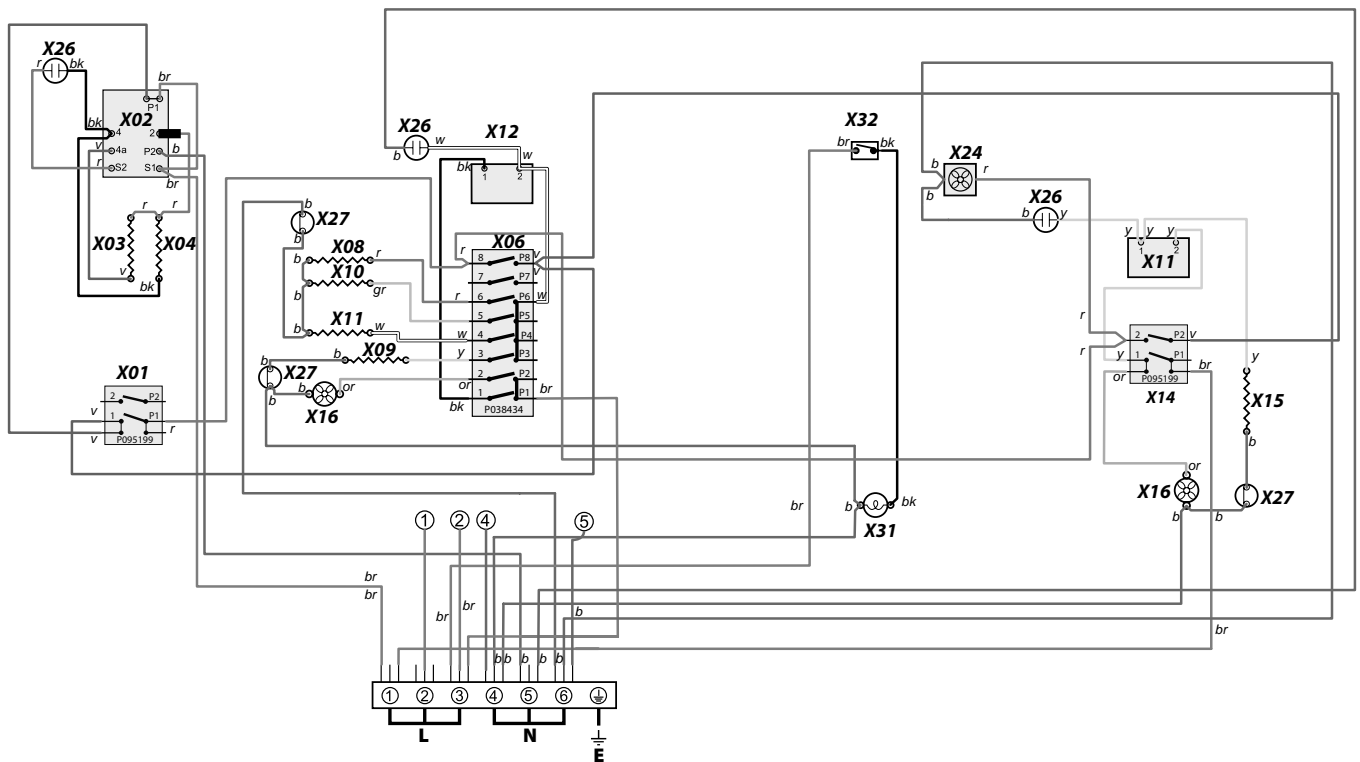 X26
r
bk
br
P1
X02
bk
4
2
v
4a
P2
b
r
S2
S1
br
r
r
X03
X04
v
bk
X01
2
P2
v
1
P1
v
r
P095199
X26
b
w
X12
bk
1
2
b
X27
b
X08
b
r
X10
b
gr
X11
b
w
X09
b
b
X27
b
b
or
X16
X06
r
8
P8
v
v
7
P7
r
6
P6
w
5
P5
w
4
P4
y
3
P3
or
2
P2
br
1
P1
bk
P038434
X32
br
bk
X24
b
r
b
X26
b
y
y
y
y
1
2
X11
r
2
P2
v
r
y
1
P1
br
or
P095199
X14
y
X15
b
or
X16
X27
b
b
br
b
bk
X31
1
2
4
5
br
br
br
br
b
br
b
b
b
b
b
1
2
3
4
5
6
L
N
E